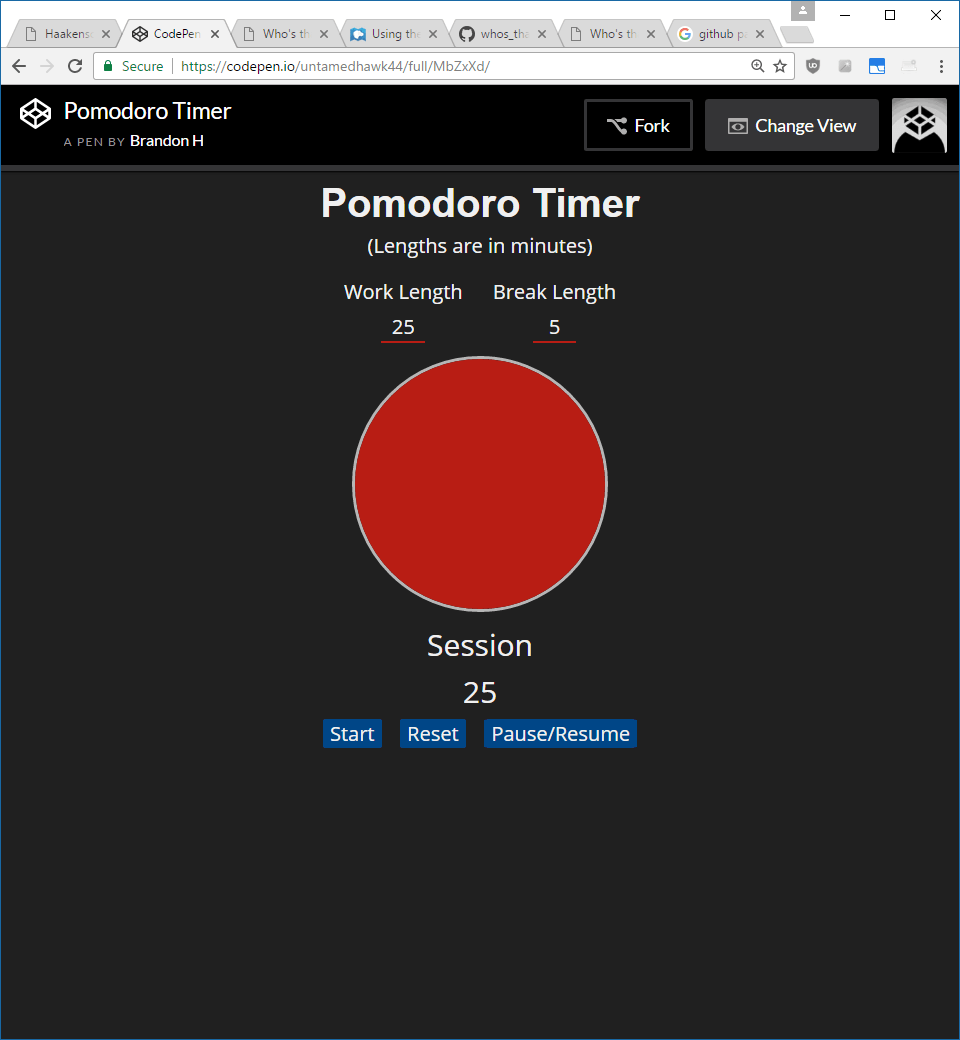 Haakens CodePen Who's th Using the whos_tha Who's th github pa
Secure https://codepen.io/untamedhawk44/full/MbZxXd/
Pomodoro Timer
A PEN BY Brandon H
Fork Change View
Pomodoro Timer
(Lengths are in minutes)
Work Length Break Length
25 5
Session
25
Start Reset Pause/Resume